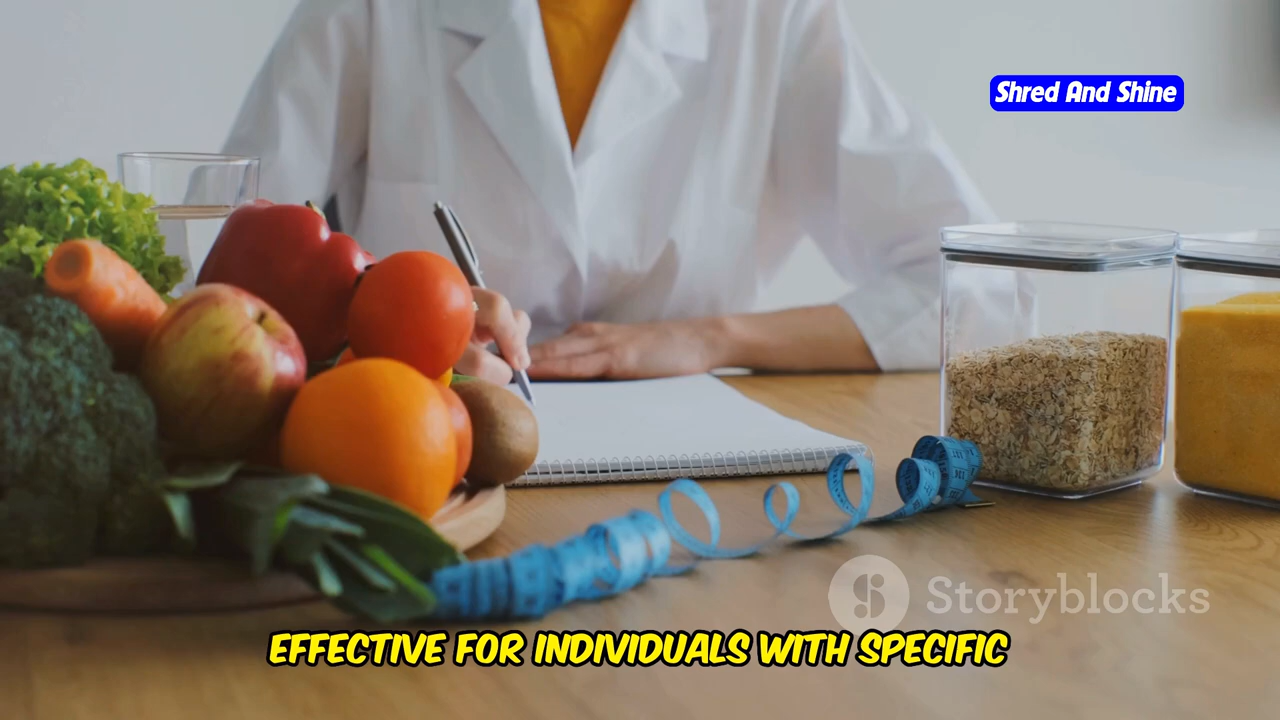 Shred And Shine
Storyblocks
EFFECTIVE FOR INDIVIDUALS WITH SPECIFIC